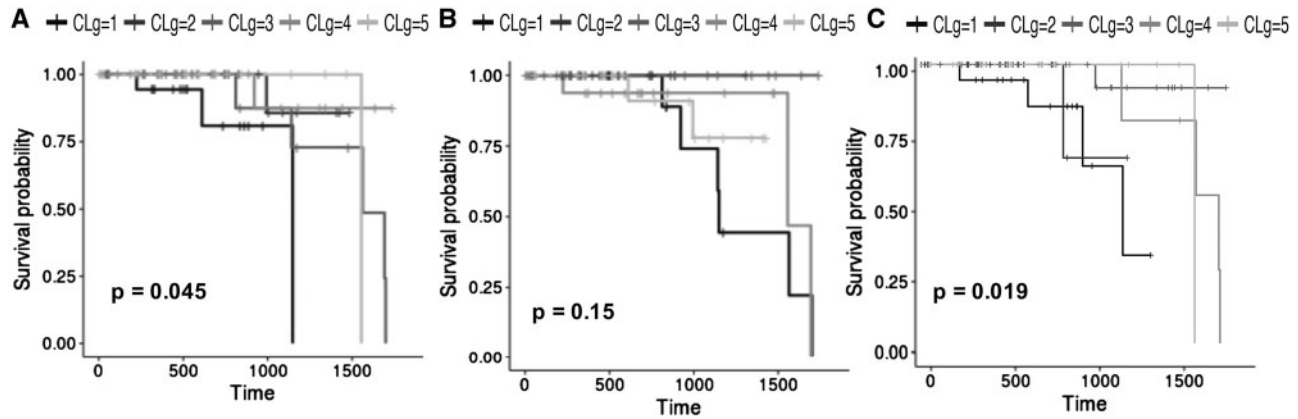 A CLg=1 CLg=2 CLg=3 CLg=4 CLg=5
Survival probability
1.00
0.75
0.50
0.25
0.00
p = 0.045
0 500 1000 1500
Time
B CLg=1 CLg=2 CLg=3 CLg=4 CLg=5
Survival probability
1.00
0.75
0.50
0.25
0.00
p = 0.15
0 500 1000 1500
Time
C CLg=1 CLg=2 CLg=3 CLg=4 CLg=5
Survival probability
1.00
0.75
0.50
0.25
0.00
p = 0.019
0 500 1000 1500
Time